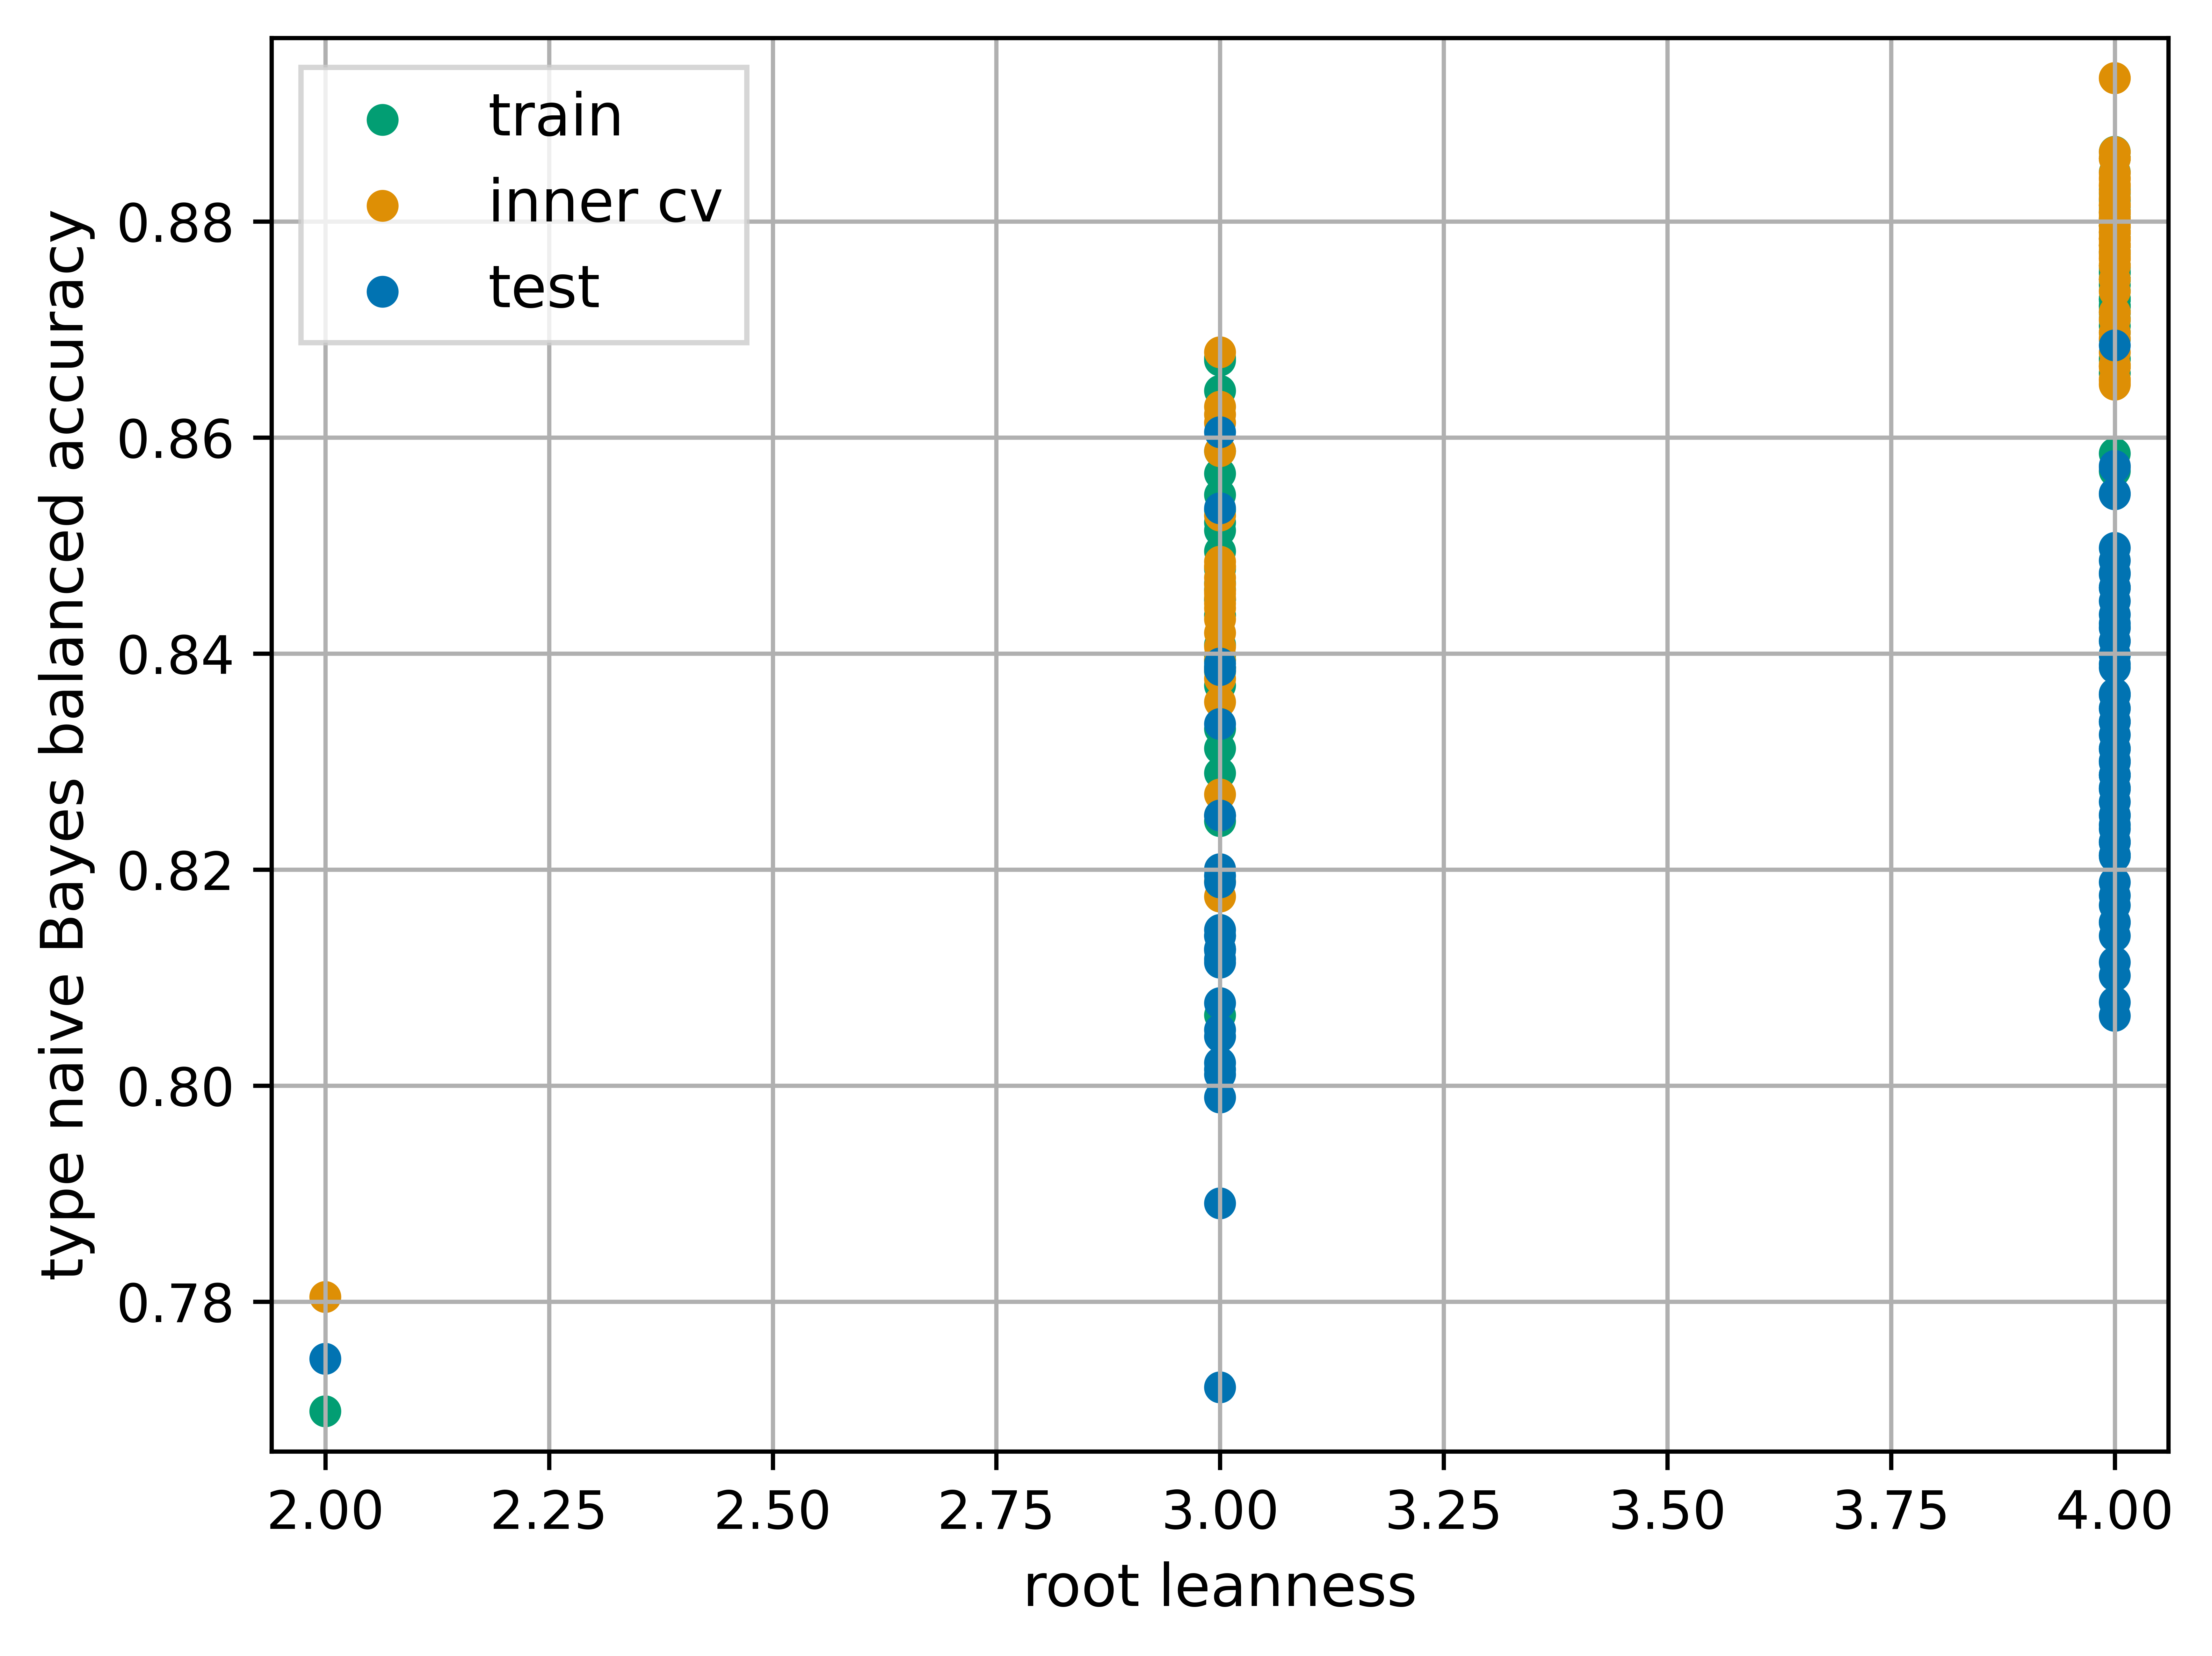 train
inner cv
test
type naive Bayes balanced accuracy
0.88
0.86
0.84
0.82
0.80
0.78
2.00 2.25 2.50 2.75 3.00 3.25 3.50 3.75 4.00
root leanness